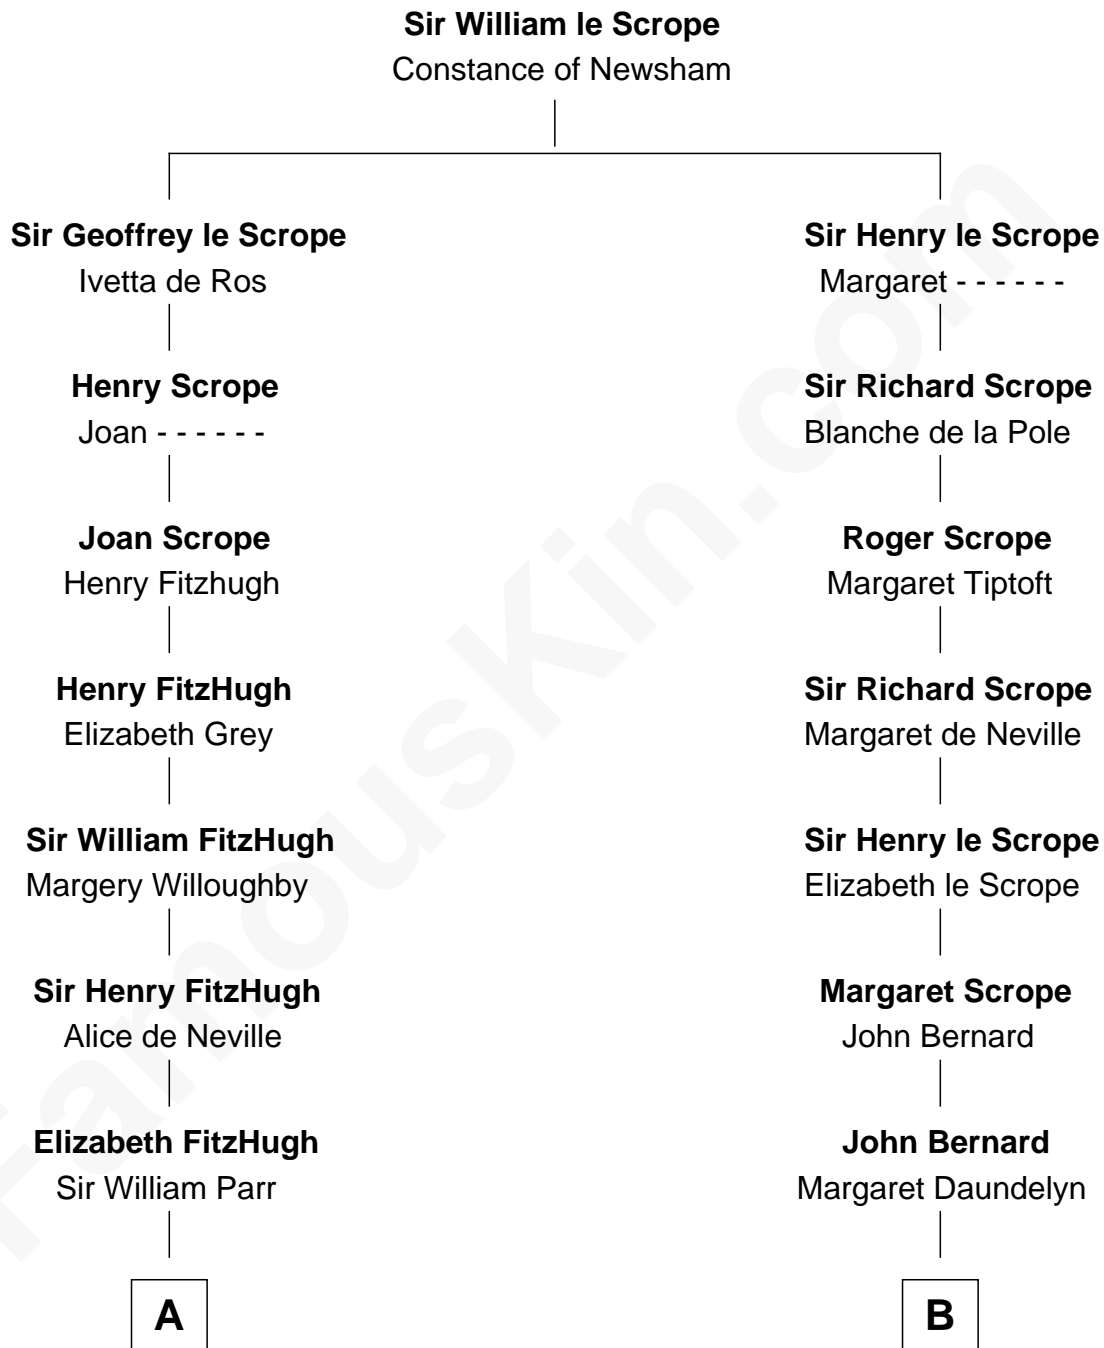 Sir William le Scrope
Constance of Newsham
Sir Geoffrey le Scrope
Ivetta de Ros
Sir Henry le Scrope
Margaret - - - - - -
Henry Scrope
Joan - - - - - -
Sir Richard Scrope
Blanche de la Pole
Joan Scrope
Henry Fitzhugh
Roger Scrope
Margaret Tiptoft
Henry FitzHugh
Elizabeth Grey
Sir Richard Scrope
Margaret de Neville
Sir William FitzHugh
Margery Willoughby
Sir Henry le Scrope
Elizabeth le Scrope
Sir Henry FitzHugh
Alice de Neville
Margaret Scrope
John Bernard
Elizabeth FitzHugh
Sir William Parr
John Bernard
Margaret Daundelyn
A
B
FamousKin.com